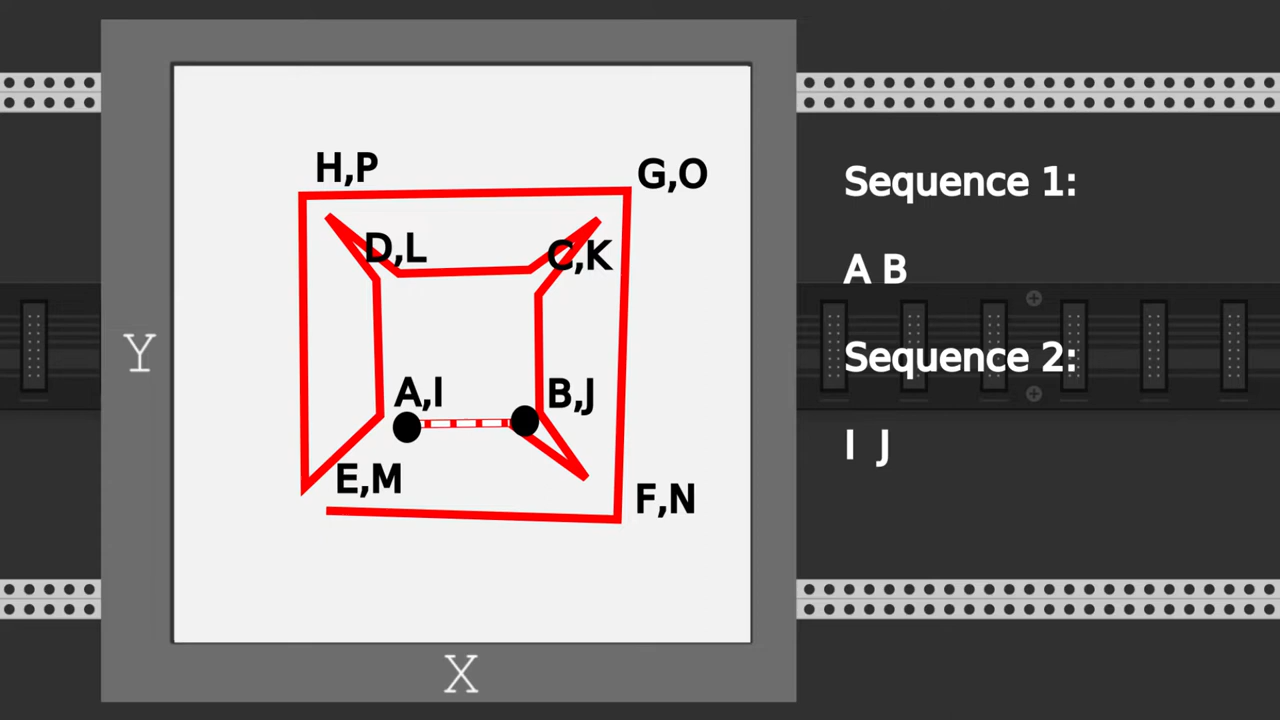 H,P
G,O
D,L
C,K
A,I
B,J
E,M
F,N
Y
X
Sequence 1:
A B
Sequence 2:
I J